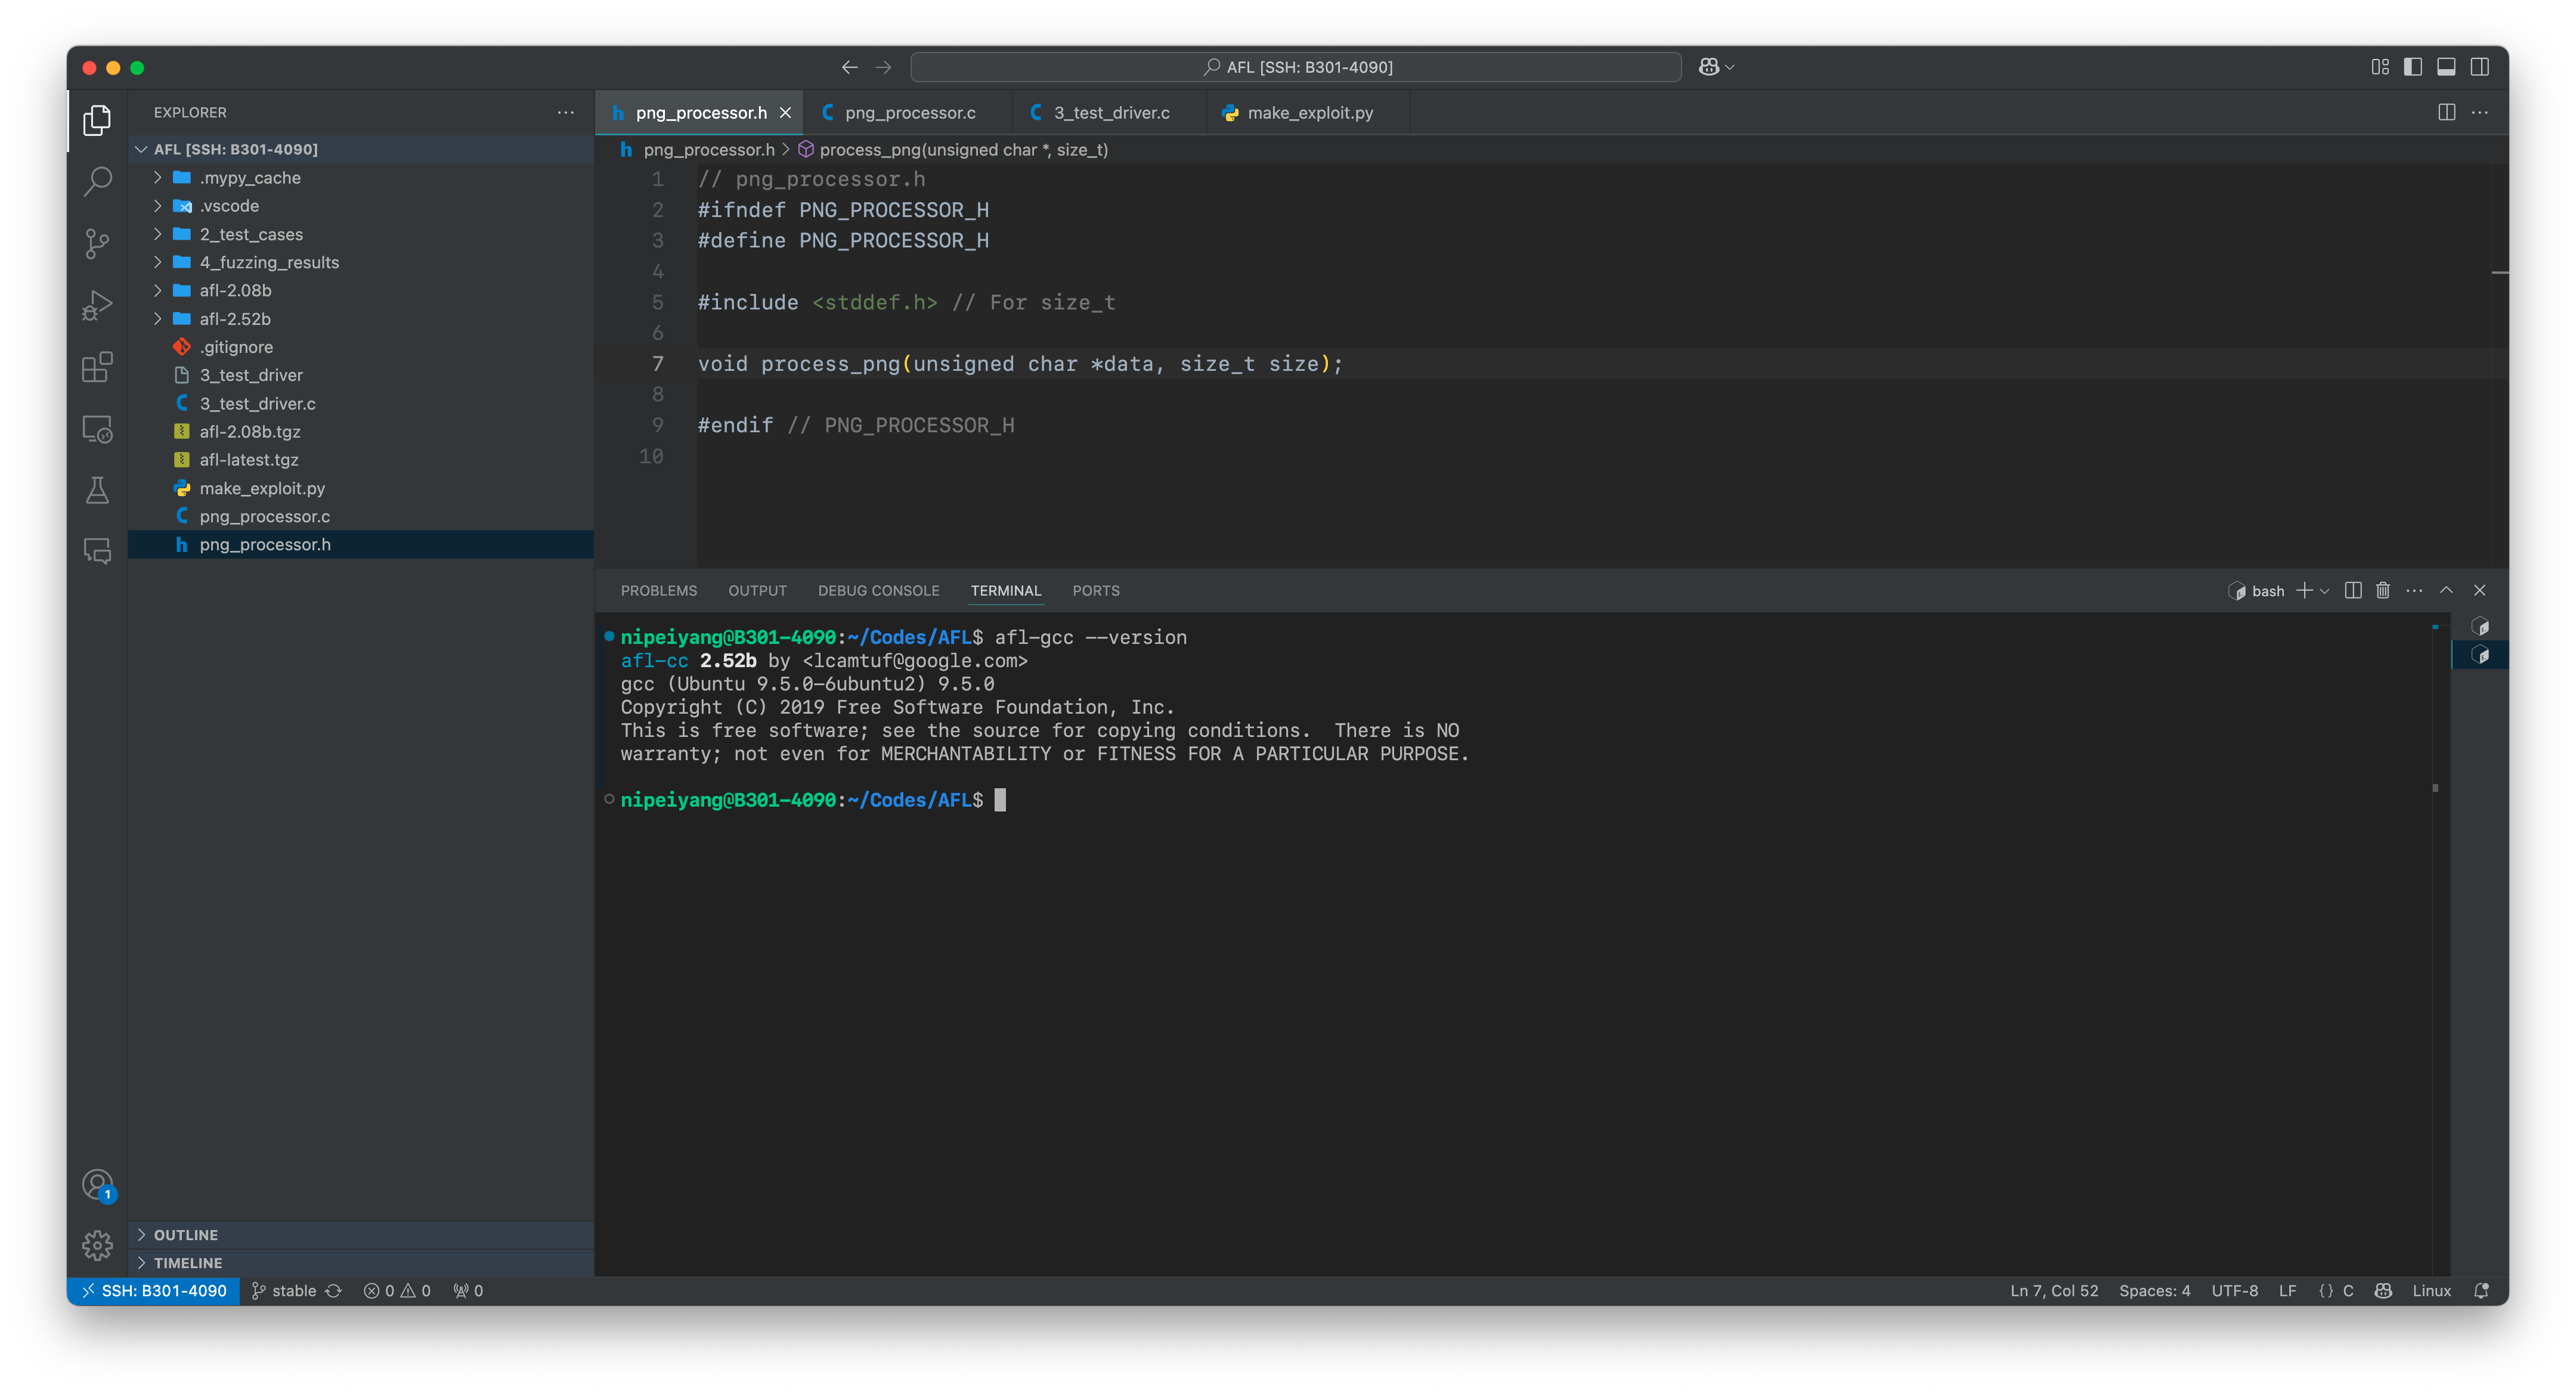 AFL [SSH: B301-4090]
EXPLORER
AFL [SSH: B301-4090]
.mypy_cache
.vscode
2_test_cases
4_fuzzing_results
afl-2.08b
afl-2.52b
.gitignore
3_test_driver
3_test_driver.c
afl-2.08b.tgz
afl-latest.tgz
make_exploit.py
png_processor.c
png_processor.h
OUTLINE
TIMELINE
png_processor.h
png_processor.c
3_test_driver.c
make_exploit.py
png_processor.h > process_png(unsigned char *, size_t)
1 // png_processor.h
2 #ifndef PNG_PROCESSOR_H
3 #define PNG_PROCESSOR_H
4
5 #include <stddef.h> // For size_t
6
7 void process_png(unsigned char *data, size_t size);
8
9 #endif // PNG_PROCESSOR_H
10
PROBLEMS OUTPUT DEBUG CONSOLE TERMINAL PORTS
bash
nipeiyang@B301-4090:~/Codes/AFL$ afl-gcc --version
afl-cc 2.52b by <lcamtuf@google.com>
gcc (Ubuntu 9.5.0-6ubuntu2) 9.5.0
Copyright (C) 2019 Free Software Foundation, Inc.
This is free software; see the source for copying conditions.  There is NO
warranty; not even for MERCHANTABILITY or FITNESS FOR A PARTICULAR PURPOSE.
nipeiyang@B301-4090:~/Codes/AFL$
1
SSH: B301-4090 stable 0 0 0
Ln 7, Col 52 Spaces: 4 UTF-8 LF {} C Linux